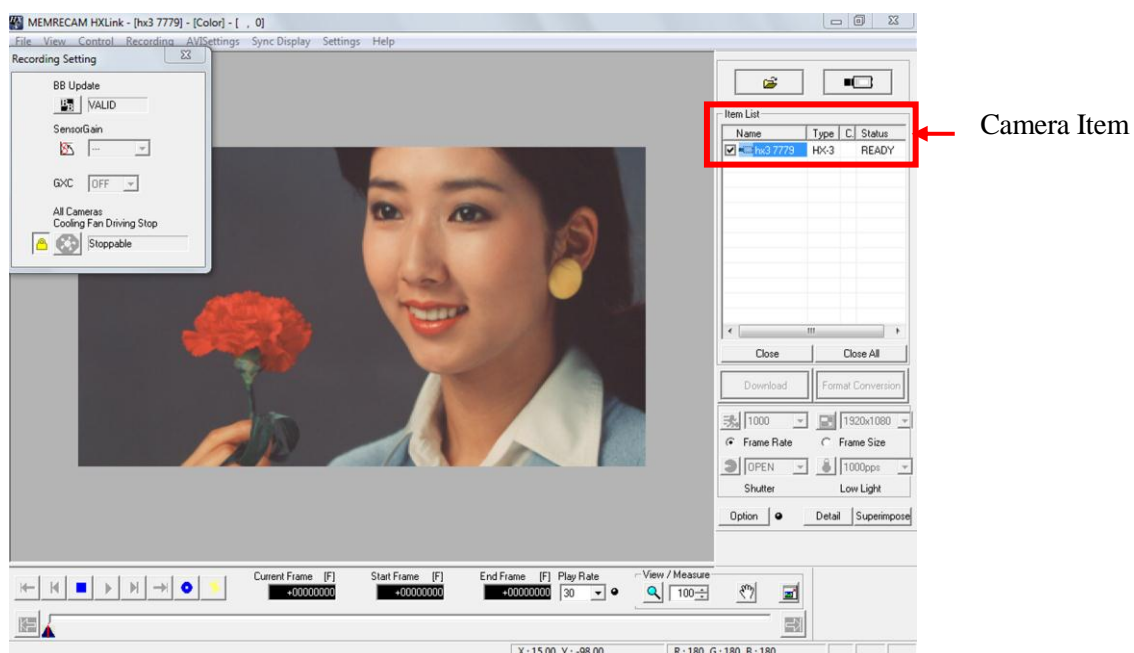 MEMRECAM HXLink - [hx3 7779] - [Color] - [ , 0]
File View Control Recording AVISettings Sync Display Settings Help
Recording Setting
BB Update
VALID
SensorGain
---
GXC OFF
All Cameras
Cooling Fan Driving Stop
Stoppable
Item List
Name Type C. Status
hx3 7779 HX-3 READY
Camera Item
Close Close All
Download Format Conversion
1000 1920x1080
Frame Rate Frame Size
OPEN 1000pps
Shutter Low Light
Option Detail Superimpose
Current Frame [F] Start Frame [F] End Frame [F] Play Rate View / Measure
+00000000 +00000000 +00000000 30 100
X : 15.00 Y : -98.00 R : 180 G : 180 B : 180